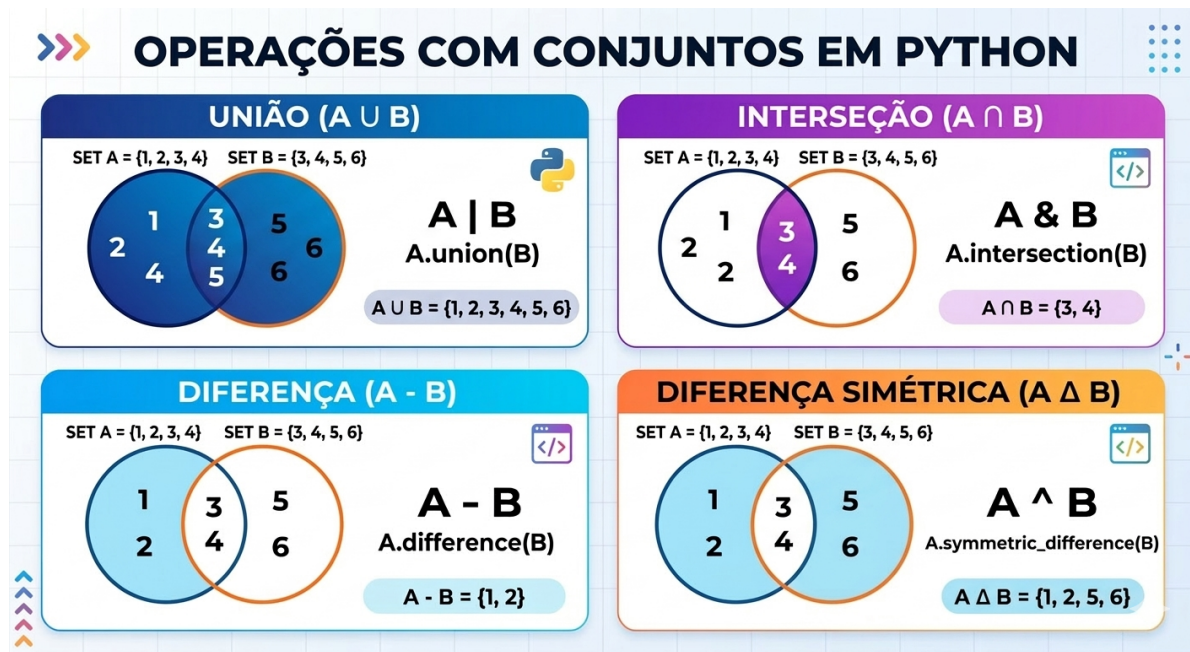 OPERAÇÕES COM CONJUNTOS EM PYTHON
UNIÃO (A ∪ B)
SET A = {1, 2, 3, 4} SET B = {3, 4, 5, 6}
1
2
4
3
4
5
5
6
6
A | B
A.union(B)
A ∪ B = {1, 2, 3, 4, 5, 6}
INTERSEÇÃO (A ∩ B)
SET A = {1, 2, 3, 4} SET B = {3, 4, 5, 6}
</>
1
2
2
3
4
5
6
A & B
A.intersection(B)
A ∩ B = {3, 4}
DIFERENÇA (A - B)
SET A = {1, 2, 3, 4} SET B = {3, 4, 5, 6}
</>
1
2
3
4
5
6
A - B
A.difference(B)
A - B = {1, 2}
DIFERENÇA SIMÉTRICA (A Δ B)
SET A = {1, 2, 3, 4} SET B = {3, 4, 5, 6}
</>
1
2
3
4
5
6
A ^ B
A.symmetric_difference(B)
A Δ B = {1, 2, 5, 6}